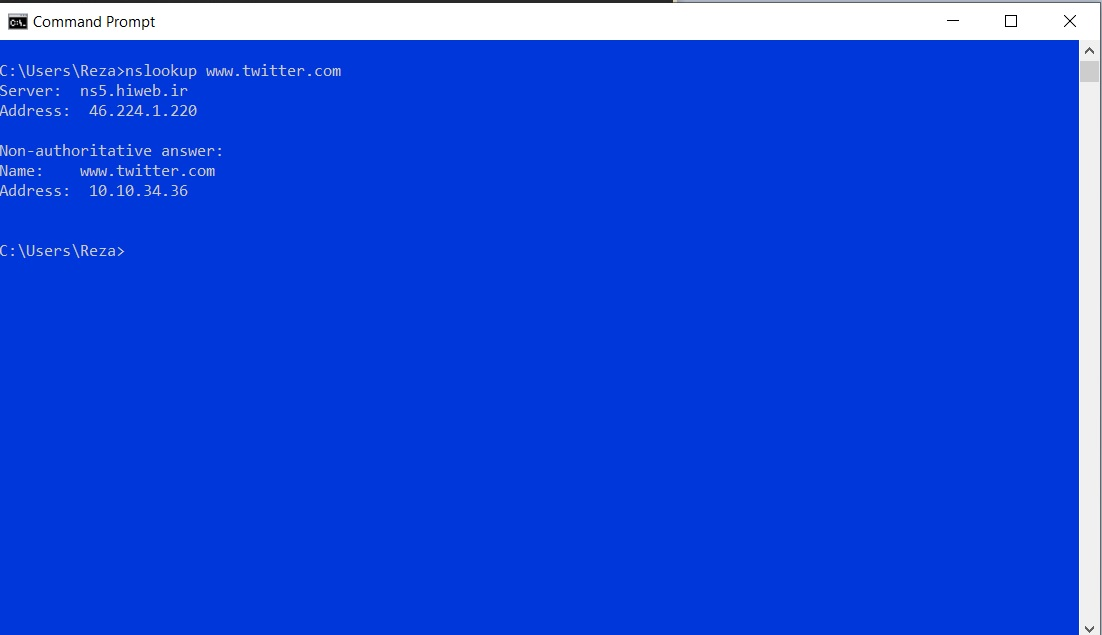 Command Prompt
C:\Users\Reza>nslookup www.twitter.com
Server:  ns5.hiweb.ir
Address:  46.224.1.220
Non-authoritative answer:
Name:    www.twitter.com
Address:  10.10.34.36
C:\Users\Reza>